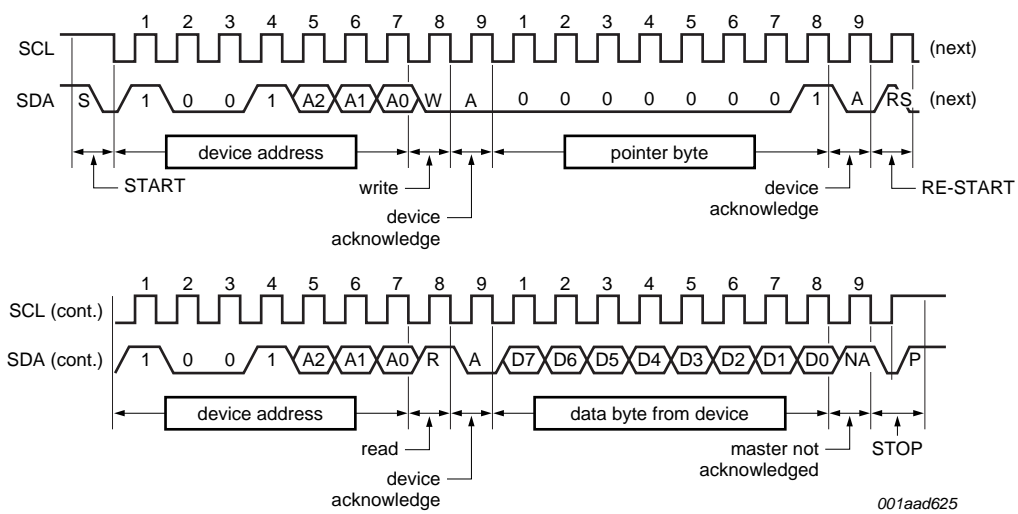 1 2 3 4 5 6 7 8 9 1 2 3 4 5 6 7 8 9
SCL (next)
SDA S 1 0 0 1 A2 A1 A0 W A 0 0 0 0 0 0 0 1 A RS (next)
device address pointer byte
START write device acknowledge RE-START
device
acknowledge
1 2 3 4 5 6 7 8 9 1 2 3 4 5 6 7 8 9
SCL (cont.)
SDA (cont.) 1 0 0 1 A2 A1 A0 R A D7 D6 D5 D4 D3 D2 D1 D0 NA P
device address data byte from device
read master not acknowledged STOP
device
acknowledge
001aad625